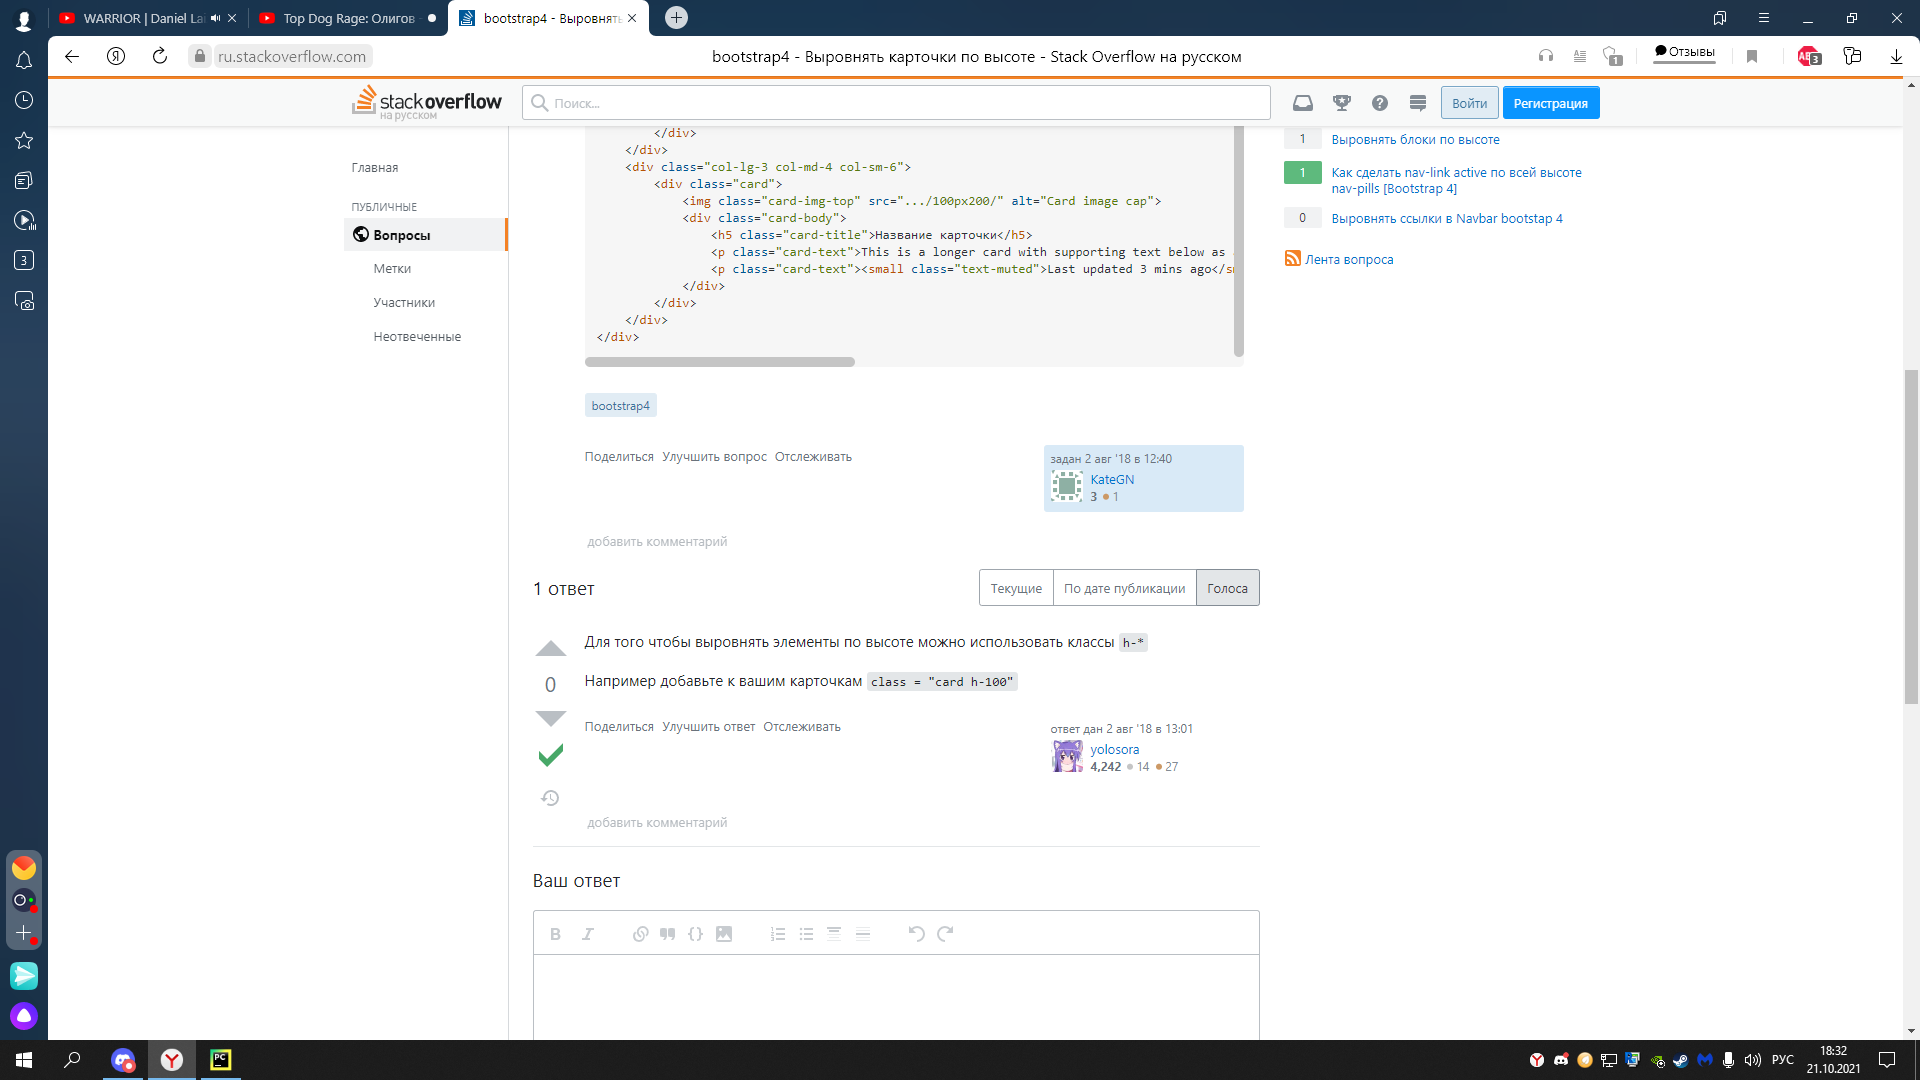 WARRIOR | Daniel La
Top Dog Rage: Олигов
bootstrap4 - Выровнять
ru.stackoverflow.com
bootstrap4 - Выровнять карточки по высоте - Stack Overflow на русском
1
Отзывы
3
stackoverflow
на русском
Поиск...
Войти
Регистрация
Главная
ПУБЛИЧНЫЕ
Вопросы
Метки
Участники
Неотвеченные
3
</div>
</div>
<div class="col-lg-3 col-md-4 col-sm-6">
<div class="card">
<img class="card-img-top" src=".../100px200/" alt="Card image cap">
<div class="card-body">
<h5 class="card-title">Название карточки</h5>
<p class="card-text">This is a longer card with supporting text below as
<p class="card-text"><small class="text-muted">Last updated 3 mins ago</sm
</div>
</div>
</div>
</div>
bootstrap4
Поделиться Улучшить вопрос Отслеживать
задан 2 авг '18 в 12:40
KateGN
3 1
добавить комментарий
1 ответ
Текущие По дате публикации Голоса
Для того чтобы выровнять элементы по высоте можно использовать классы h-*
0
Например добавьте к вашим карточкам class = "card h-100"
Поделиться Улучшить ответ Отслеживать
ответ дан 2 авг '18 в 13:01
yolosora
4,242 14 27
добавить комментарий
Ваш ответ
B I
1 Выровнять блоки по высоте
1 Как сделать nav-link active по всей высоте
nav-pills [Bootstrap 4]
0 Выровнять ссылки в Navbar bootstap 4
Лента вопроса
PC
РУС
18:32
21.10.2021